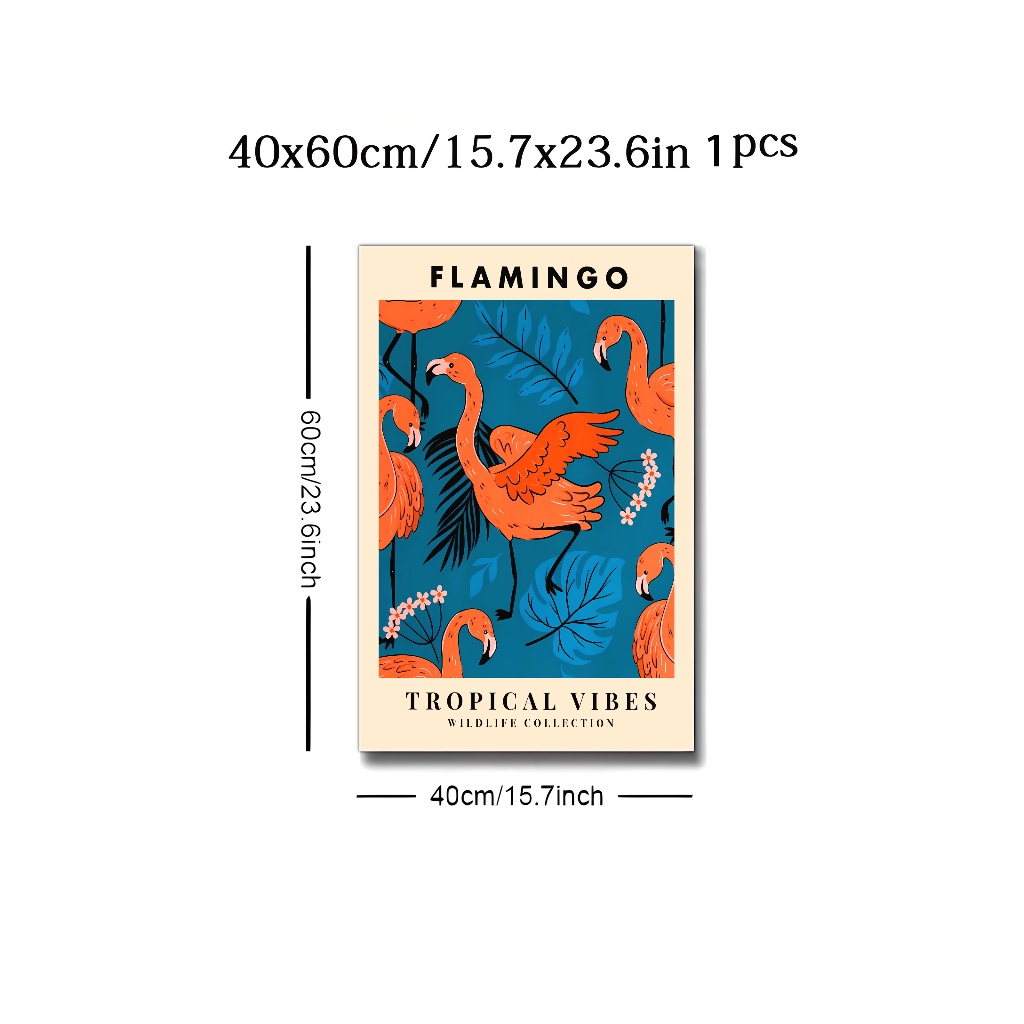 40x60cm/15.7x23.6in 1pcs
FLAMINGO
60cm/23.6inch
TROPICAL VIBES
WILDLIFE COLLECTION
40cm/15.7inch